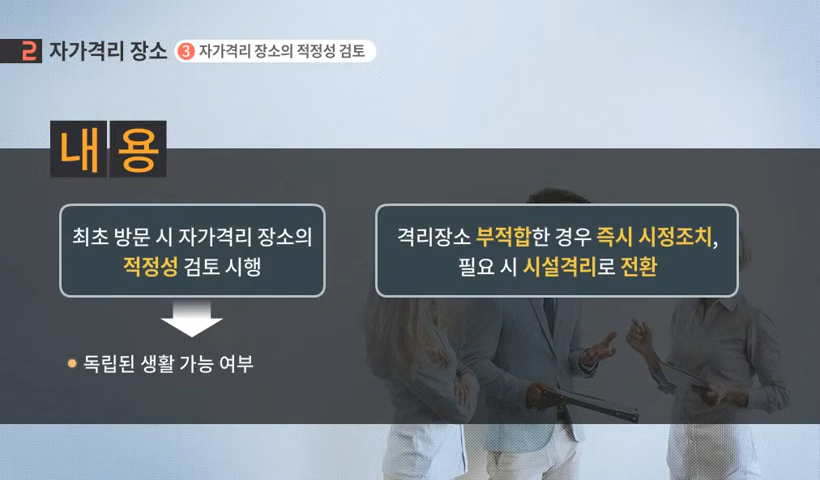 2 자가격리 장소 3 자가격리 장소의 적정성 검토
내용
최초 방문 시 자가격리 장소의
적정성 검토 시행
격리장소 부적합한 경우 즉시 시정조치,
필요 시 시설격리로 전환
독립된 생활 가능 여부